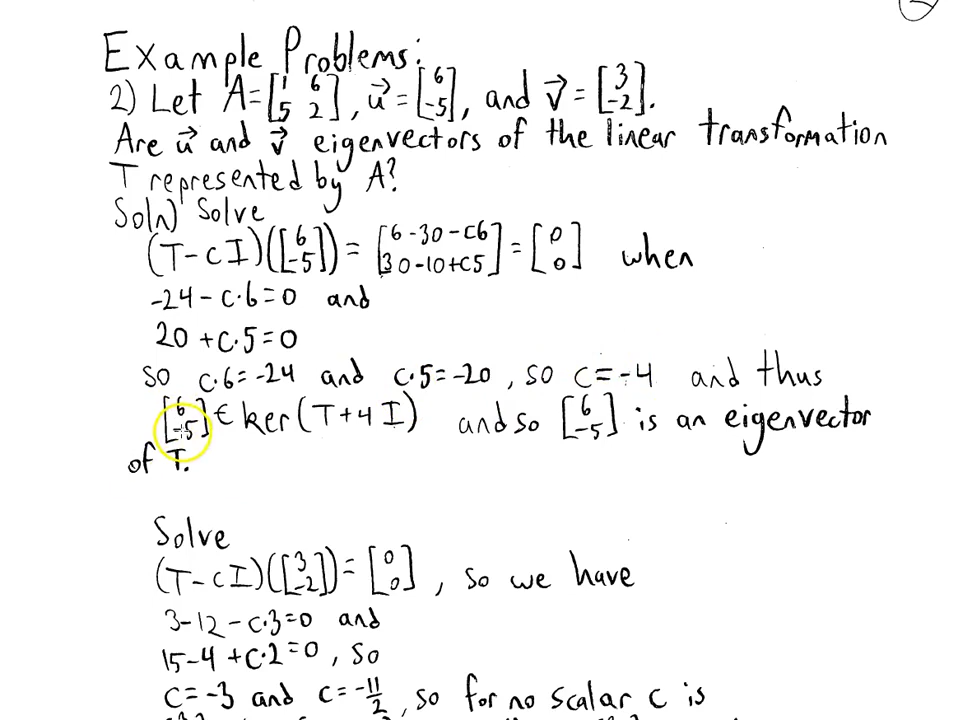 Example Problems:
2) Let A=[1 6 5 2], u⃗=[6 -5], and v⃗=[3 -2].
Are u⃗ and v⃗ eigenvectors of the linear transformation
T represented by A?
Soln) Solve
(T-cI)([6 -5])=[6-30-c6 30-10+c5]=[0 0] when
-24-c·6=0 and
20+c·5=0
so c·6=-24 and c·5=-20, so c=-4 and thus
[6 -5]∈ker(T+4I) and so [6 -5] is an eigenvector
of T.
Solve
(T-cI)([3 -2])=[0 0], so we have
3-12-c·3=0 and
15-4+c·2=0, so
c=-3 and c=-11/2, so for no scalar c is